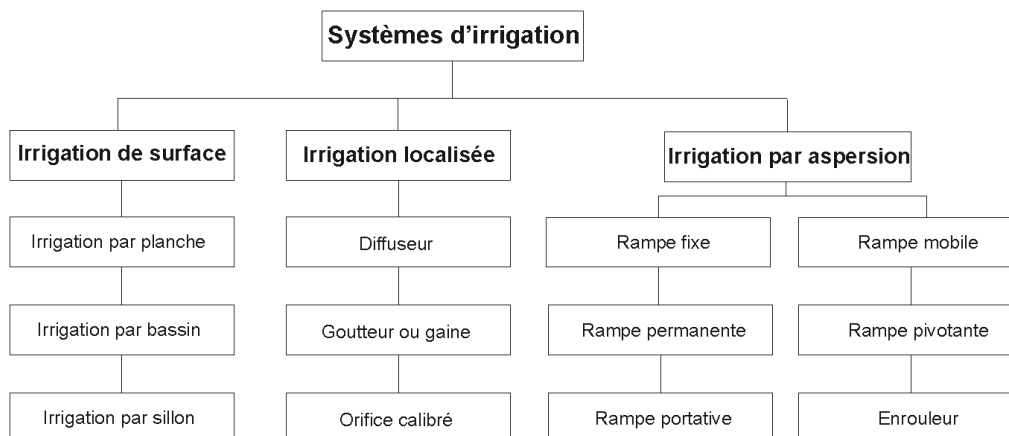 Systèmes d'irrigation
Irrigation de surface
Irrigation localisée
Irrigation par aspersion
Irrigation par planche
Diffuseur
Rampe fixe
Rampe mobile
Irrigation par bassin
Goutteur ou gaine
Rampe permanente
Rampe pivotante
Irrigation par sillon
Orifice calibré
Rampe portative
Enrouleur